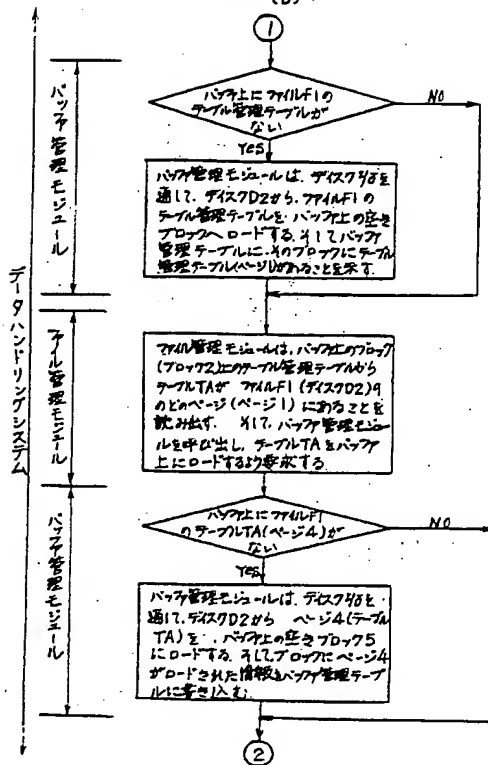 (b)
1
バッファ上にファイルF1の
テーブル管理テーブルが
ない
NO
YES
バッファ管理モジュールは、ディスクI/Oを
通して、ディスクD2から、ファイルF1の
テーブル管理テーブルを、バッファ上の空き
ブロックへロードする。そしてバッファ
管理テーブルに、そのブロックにテーブル
管理テーブル(ページ1)があることを示す。
ファイル管理モジュールは、バッファ上のブロック
(ブロック2)上のテーブル管理テーブルから
テーブルTAが ファイルF1(ディスクD2)
のどのページ(ページ1)にあることを
読み出す。 そして、バッファ管理モジュー
ルを呼び出し、テーブルTAをバッファ
上にロードするよう要求する。
バッファ上にファイルF1
のテーブルTA(ページ4)が
ない
NO
YES
バッファ管理モジュールは、ディスクI/Oを
通して、ディスクD2から ページ4(テーブル
TA)を、バッファ上の空きブロック5
にロードする。そしてブロックにページ4
がロードされた情報をバッファ管理テーブ
ルに書き込む。
2
バッファ管理モジュール
ファイル管理モジュール
バッファ管理モジュール
データハンドリングシステム